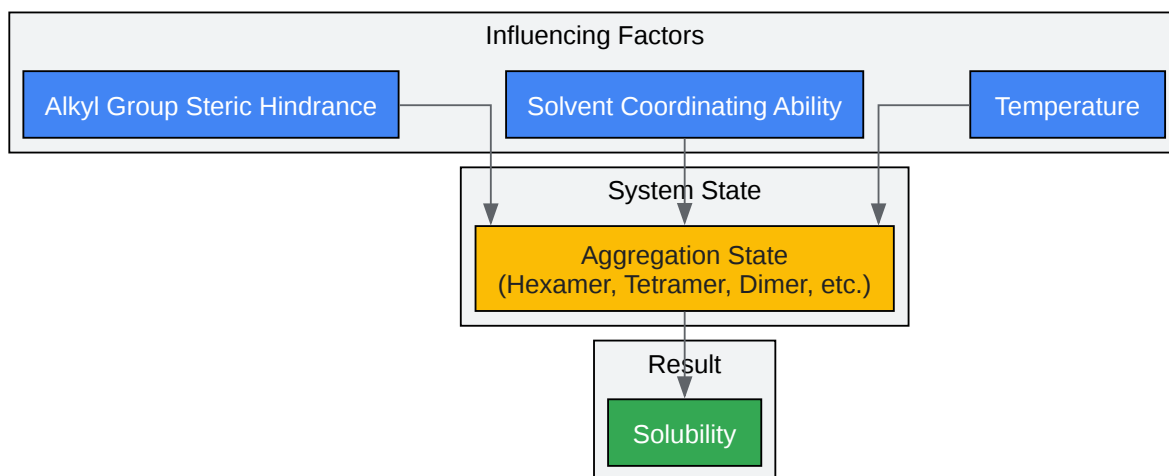 Influencing Factors
Alkyl Group Steric Hindrance
Solvent Coordinating Ability
Temperature
System State
Aggregation State
(Hexamer, Tetramer, Dimer, etc.)
Result
Solubility